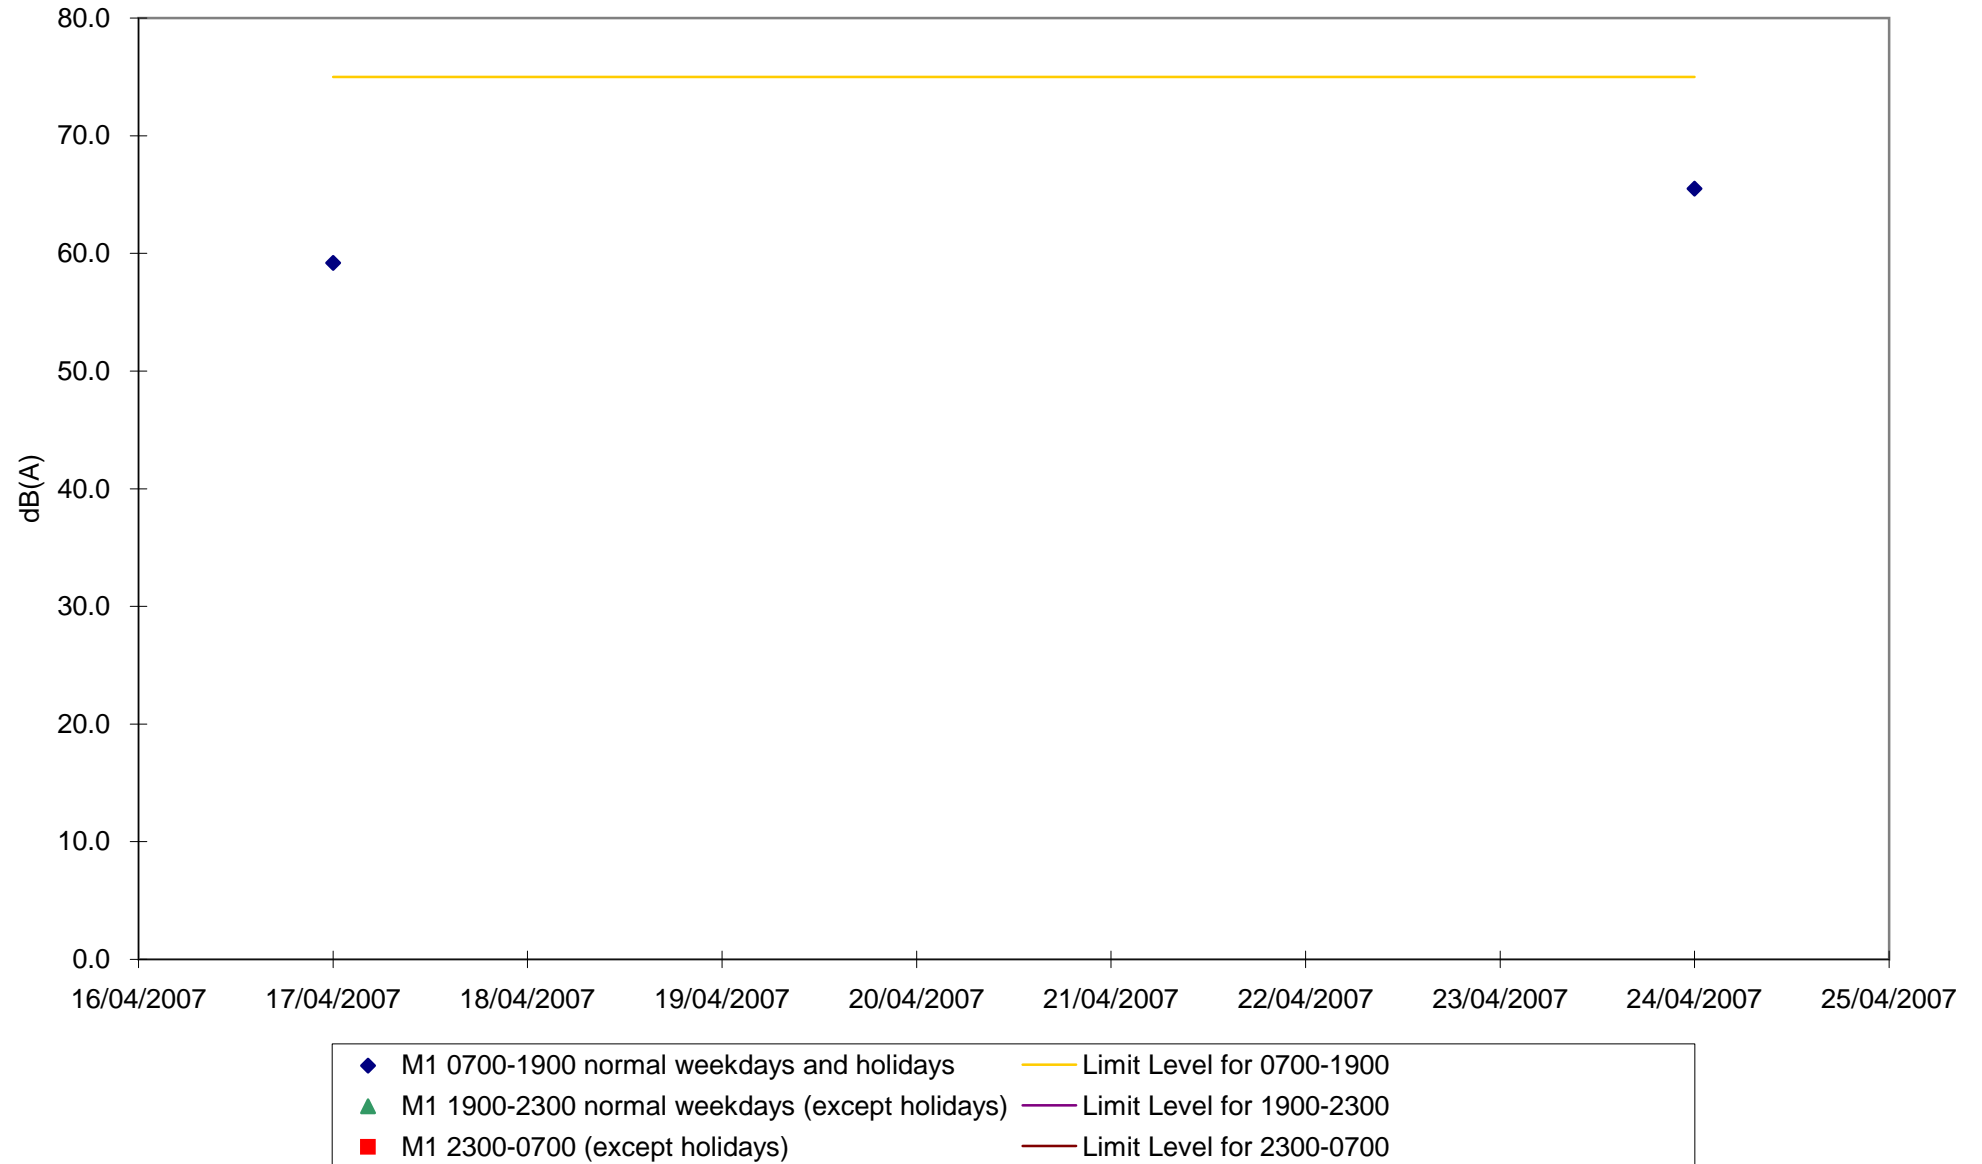 80.0
70.0
60.0
50.0
40.0
30.0
20.0
10.0
0.0
dB(A)
16/04/2007 17/04/2007 18/04/2007 19/04/2007 20/04/2007 21/04/2007 22/04/2007 23/04/2007 24/04/2007 25/04/2007
M1 0700-1900 normal weekdays and holidays Limit Level for 0700-1900
M1 1900-2300 normal weekdays (except holidays) Limit Level for 1900-2300
M1 2300-0700 (except holidays) Limit Level for 2300-0700